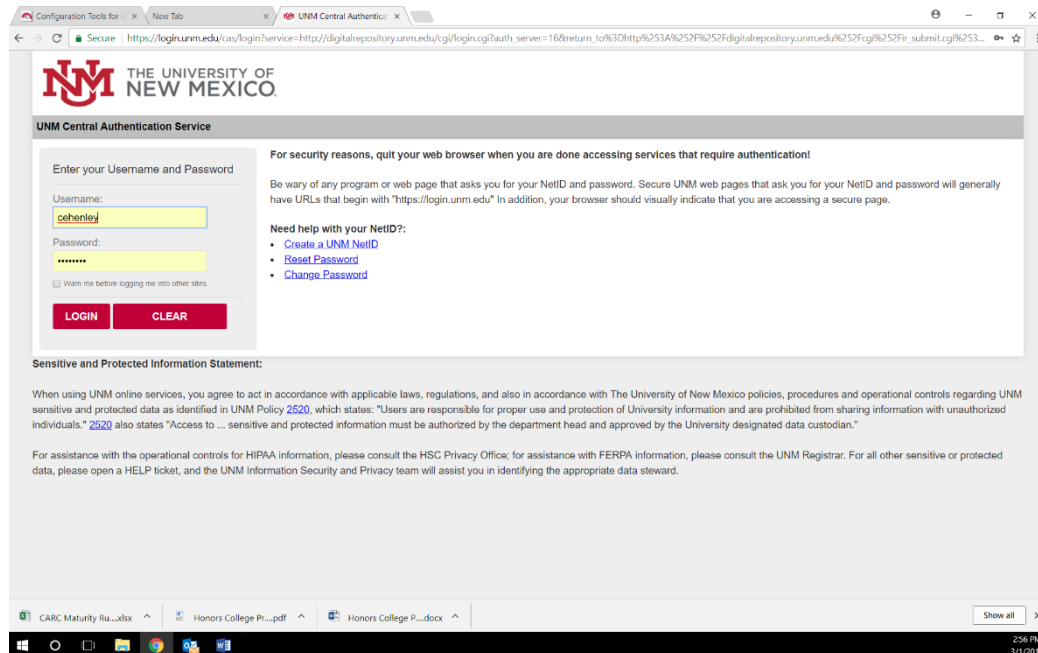 Configuration Tools for
New Tab
UNM Central Authentica
Secure https://login.unm.edu/cas/login?service=http://digitalrepository.unm.edu/cgi/login.cgi?auth_server=16&return_to%3Dhttp%253A%252F%252Fdigitalrepository.unm.edu%252Fcgi%252Fir_submit.cgi%253...
NM THE UNIVERSITY OF
NEW MEXICO.
UNM Central Authentication Service
Enter your Username and Password
Username:
cehenley
Password:
••••••••
Warn me before logging me into other sites.
LOGIN CLEAR
For security reasons, quit your web browser when you are done accessing services that require authentication!
Be wary of any program or web page that asks you for your NetID and password. Secure UNM web pages that ask you for your NetID and password will generally
have URLs that begin with "https://login.unm.edu" In addition, your browser should visually indicate that you are accessing a secure page.
Need help with your NetID?:
• Create a UNM NetID
• Reset Password
• Change Password
Sensitive and Protected Information Statement:
When using UNM online services, you agree to act in accordance with applicable laws, regulations, and also in accordance with The University of New Mexico policies, procedures and operational controls regarding UNM
sensitive and protected data as identified in UNM Policy 2520, which states: "Users are responsible for proper use and protection of University information and are prohibited from sharing information with unauthorized
individuals." 2520 also states "Access to ... sensitive and protected information must be authorized by the department head and approved by the University designated data custodian."
For assistance with the operational controls for HIPAA information, please consult the HSC Privacy Office; for assistance with FERPA information, please consult the UNM Registrar. For all other sensitive or protected
data, please open a HELP ticket, and the UNM Information Security and Privacy team will assist you in identifying the appropriate data steward.
CARC Maturity Ru....xlsx
Honors College Pr....pdf
Honors College P....docx
Show all
2:56 PM
3/1/201